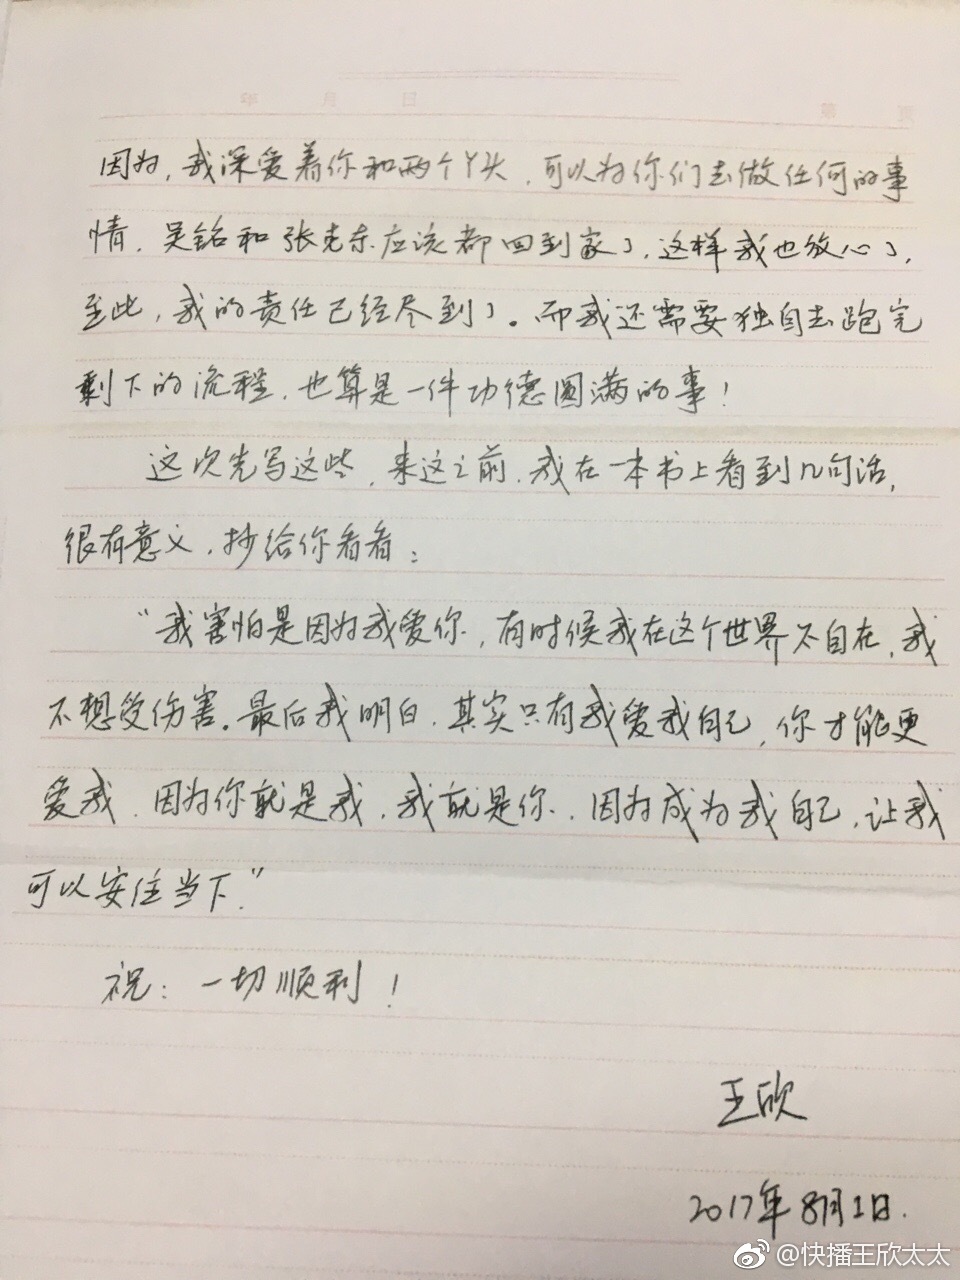 年 月 日 第 页
因为,我深爱着你和两个丫头,可以为你们去做任何的事
情,吴铭和张克东应该都回到家了,这样我也放心了,
至此,我的责任已经尽到了。而我还需要独自去跑完
剩下的流程,也算是一件功德圆满的事!
这次先写这些,来这之前,我在一本书上看到几句话,
很有意义,抄给你看看:
“我害怕是因为我爱你,有时候我在这个世界不自在,我
不想受伤害。最后我明白,其实只有我爱我自己,你才能更
爱我,因为你就是我,我就是你,因为成为我自己,让我
可以安住当下.”
祝:一切顺利!
王欣
2017年8月1日.
@快播王欣太太